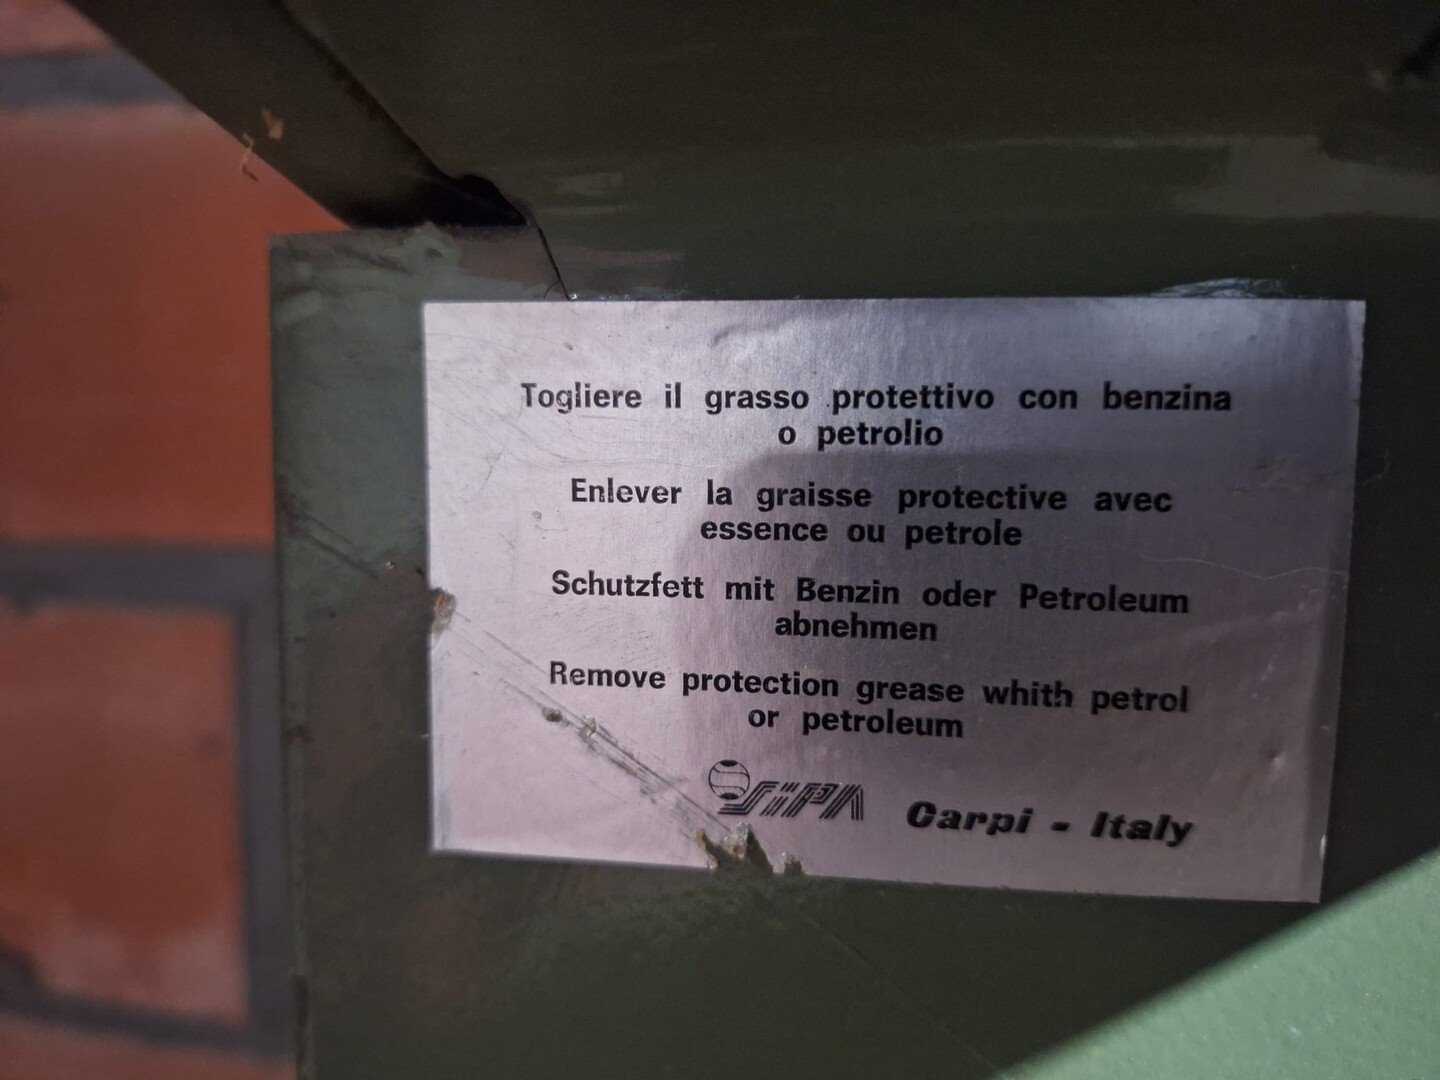 Togliere il grasso protettivo con benzina
o petrolio
Enlever la graisse protective avec
essence ou petrole
Schutzfett mit Benzin oder Petroleum
abnehmen
Remove protection grease whith petrol
or petroleum
SIPA Carpi - Italy